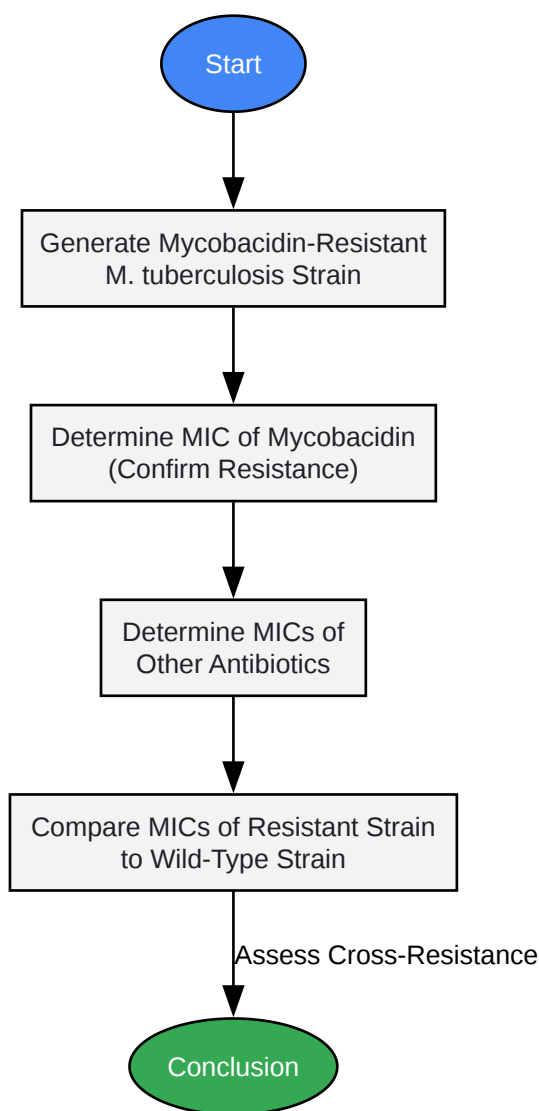 Start
Generate Mycobacidin-Resistant
M. tuberculosis Strain
Determine MIC of Mycobacidin
(Confirm Resistance)
Determine MICs of
Other Antibiotics
Compare MICs of Resistant Strain
to Wild-Type Strain
Assess Cross-Resistance
Conclusion